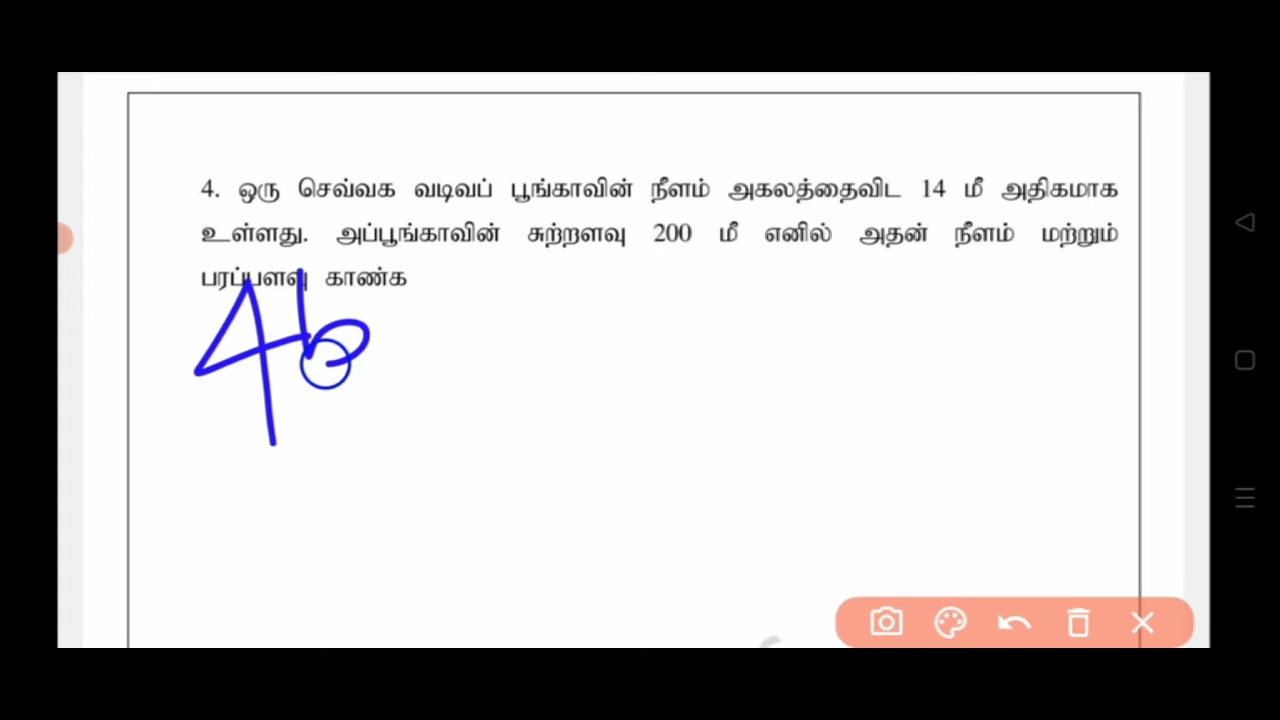 4. ஒரு செவ்வக வடிவப் பூங்காவின் நீளம் அகலத்தைவிட 14 மீ அதிகமாக
உள்ளது. அப்பூங்காவின் சுற்றளவு 200 மீ எனில் அதன் நீளம் மற்றும்
பரப்பளவு காண்க
4b